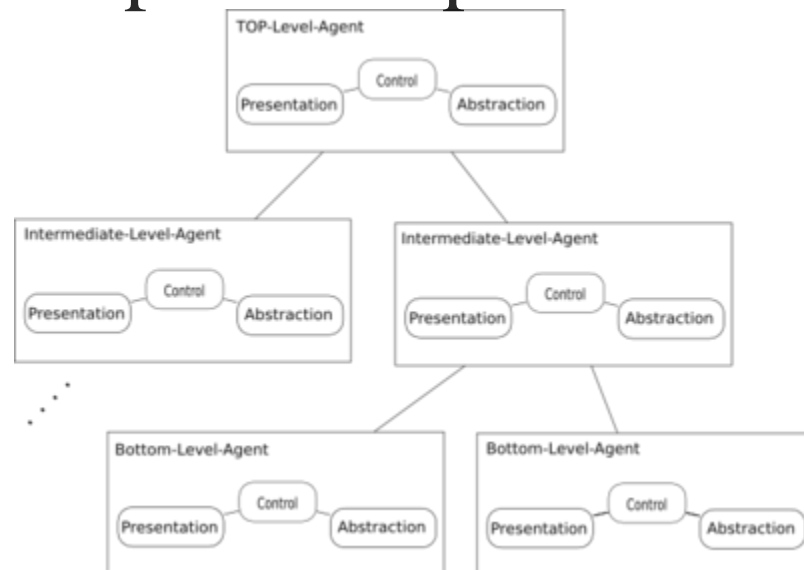 TOP-Level-Agent
Control
Presentation
Abstraction
Intermediate-Level-Agent
Control
Presentation
Abstraction
Intermediate-Level-Agent
Control
Presentation
Abstraction
Bottom-Level-Agent
Control
Presentation
Abstraction
Bottom-Level-Agent
Control
Presentation
Abstraction